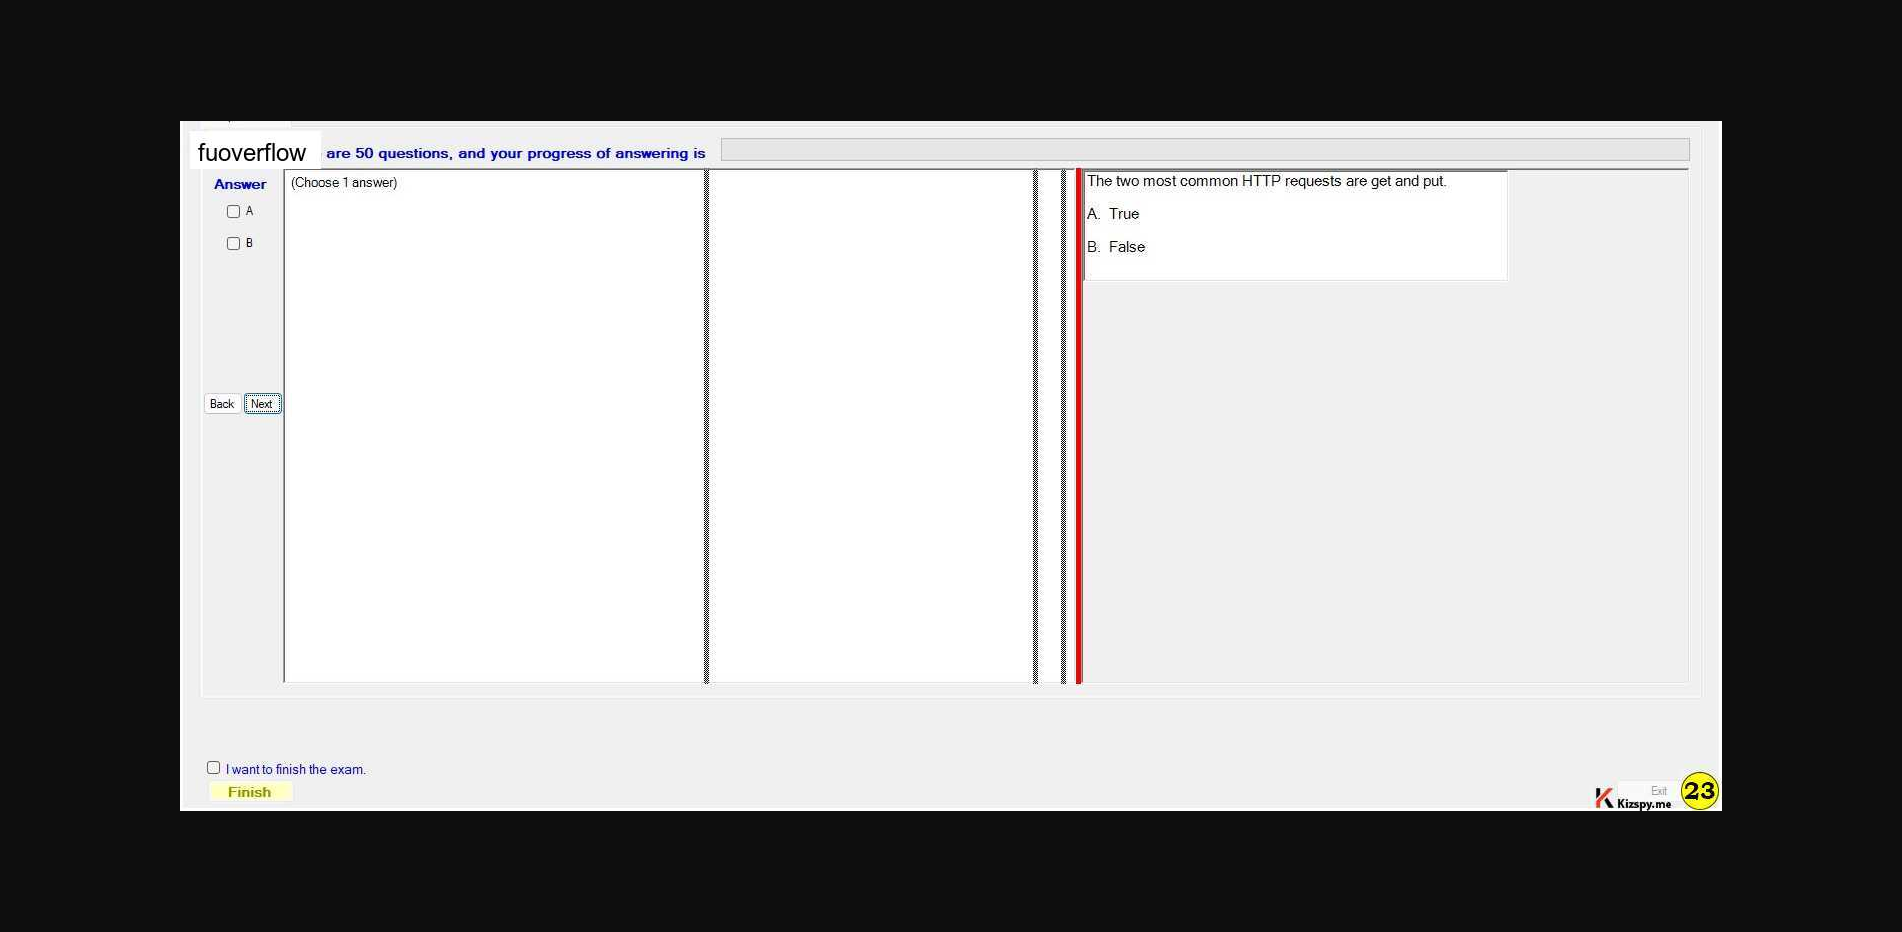 fuoverflow are 50 questions, and your progress of answering is
Answer
(Choose 1 answer)
A
B
The two most common HTTP requests are get and put.
A. True
B. False
Back Next
I want to finish the exam.
Finish
Exit
Kizspy.me
23